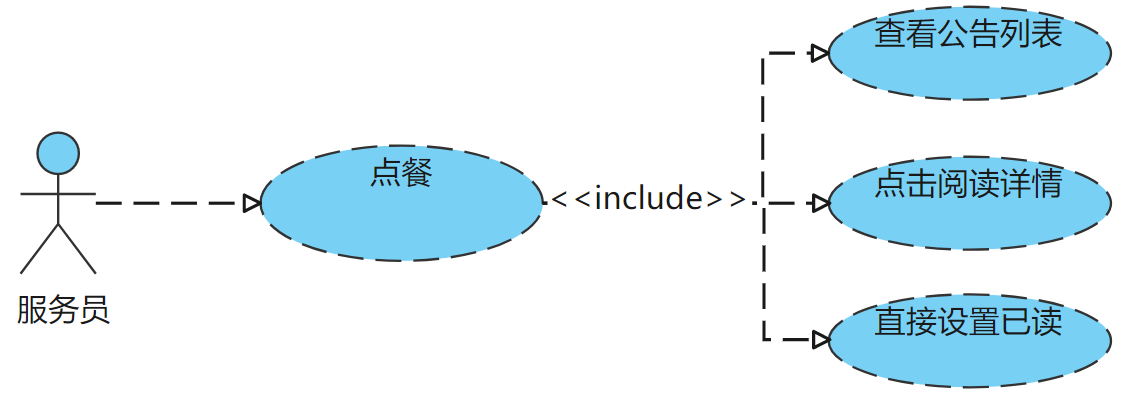 查看公告列表
点餐
点击阅读详情
<<include>>
服务员
直接设置已读